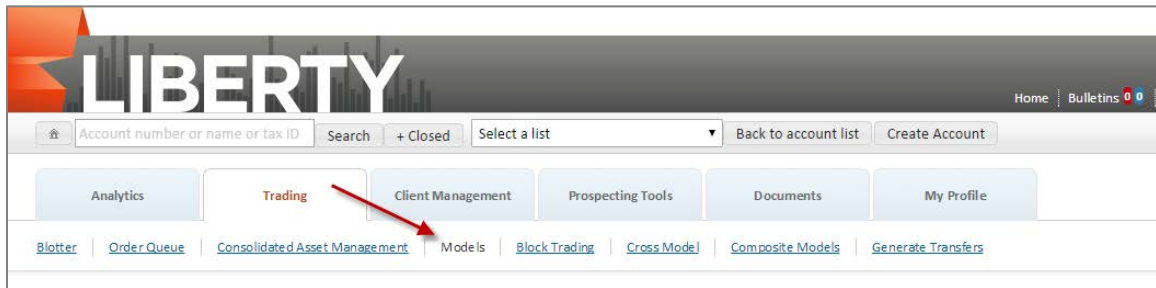 LIBERTY
Home Bulletins 0 0
Account number or name or tax ID Search + Closed Select a list Back to account list Create Account
Analytics Trading Client Management Prospecting Tools Documents My Profile
Blotter Order Queue Consolidated Asset Management Models Block Trading Cross Model Composite Models Generate Transfers